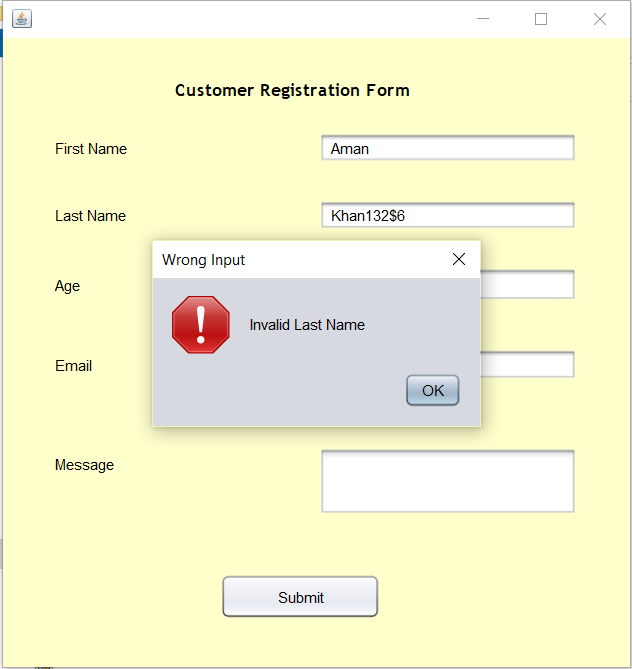 Customer Registration Form
First Name
Aman
Last Name
Khan132$6
Wrong Input
Age
Invalid Last Name
Email
OK
Message
Submit